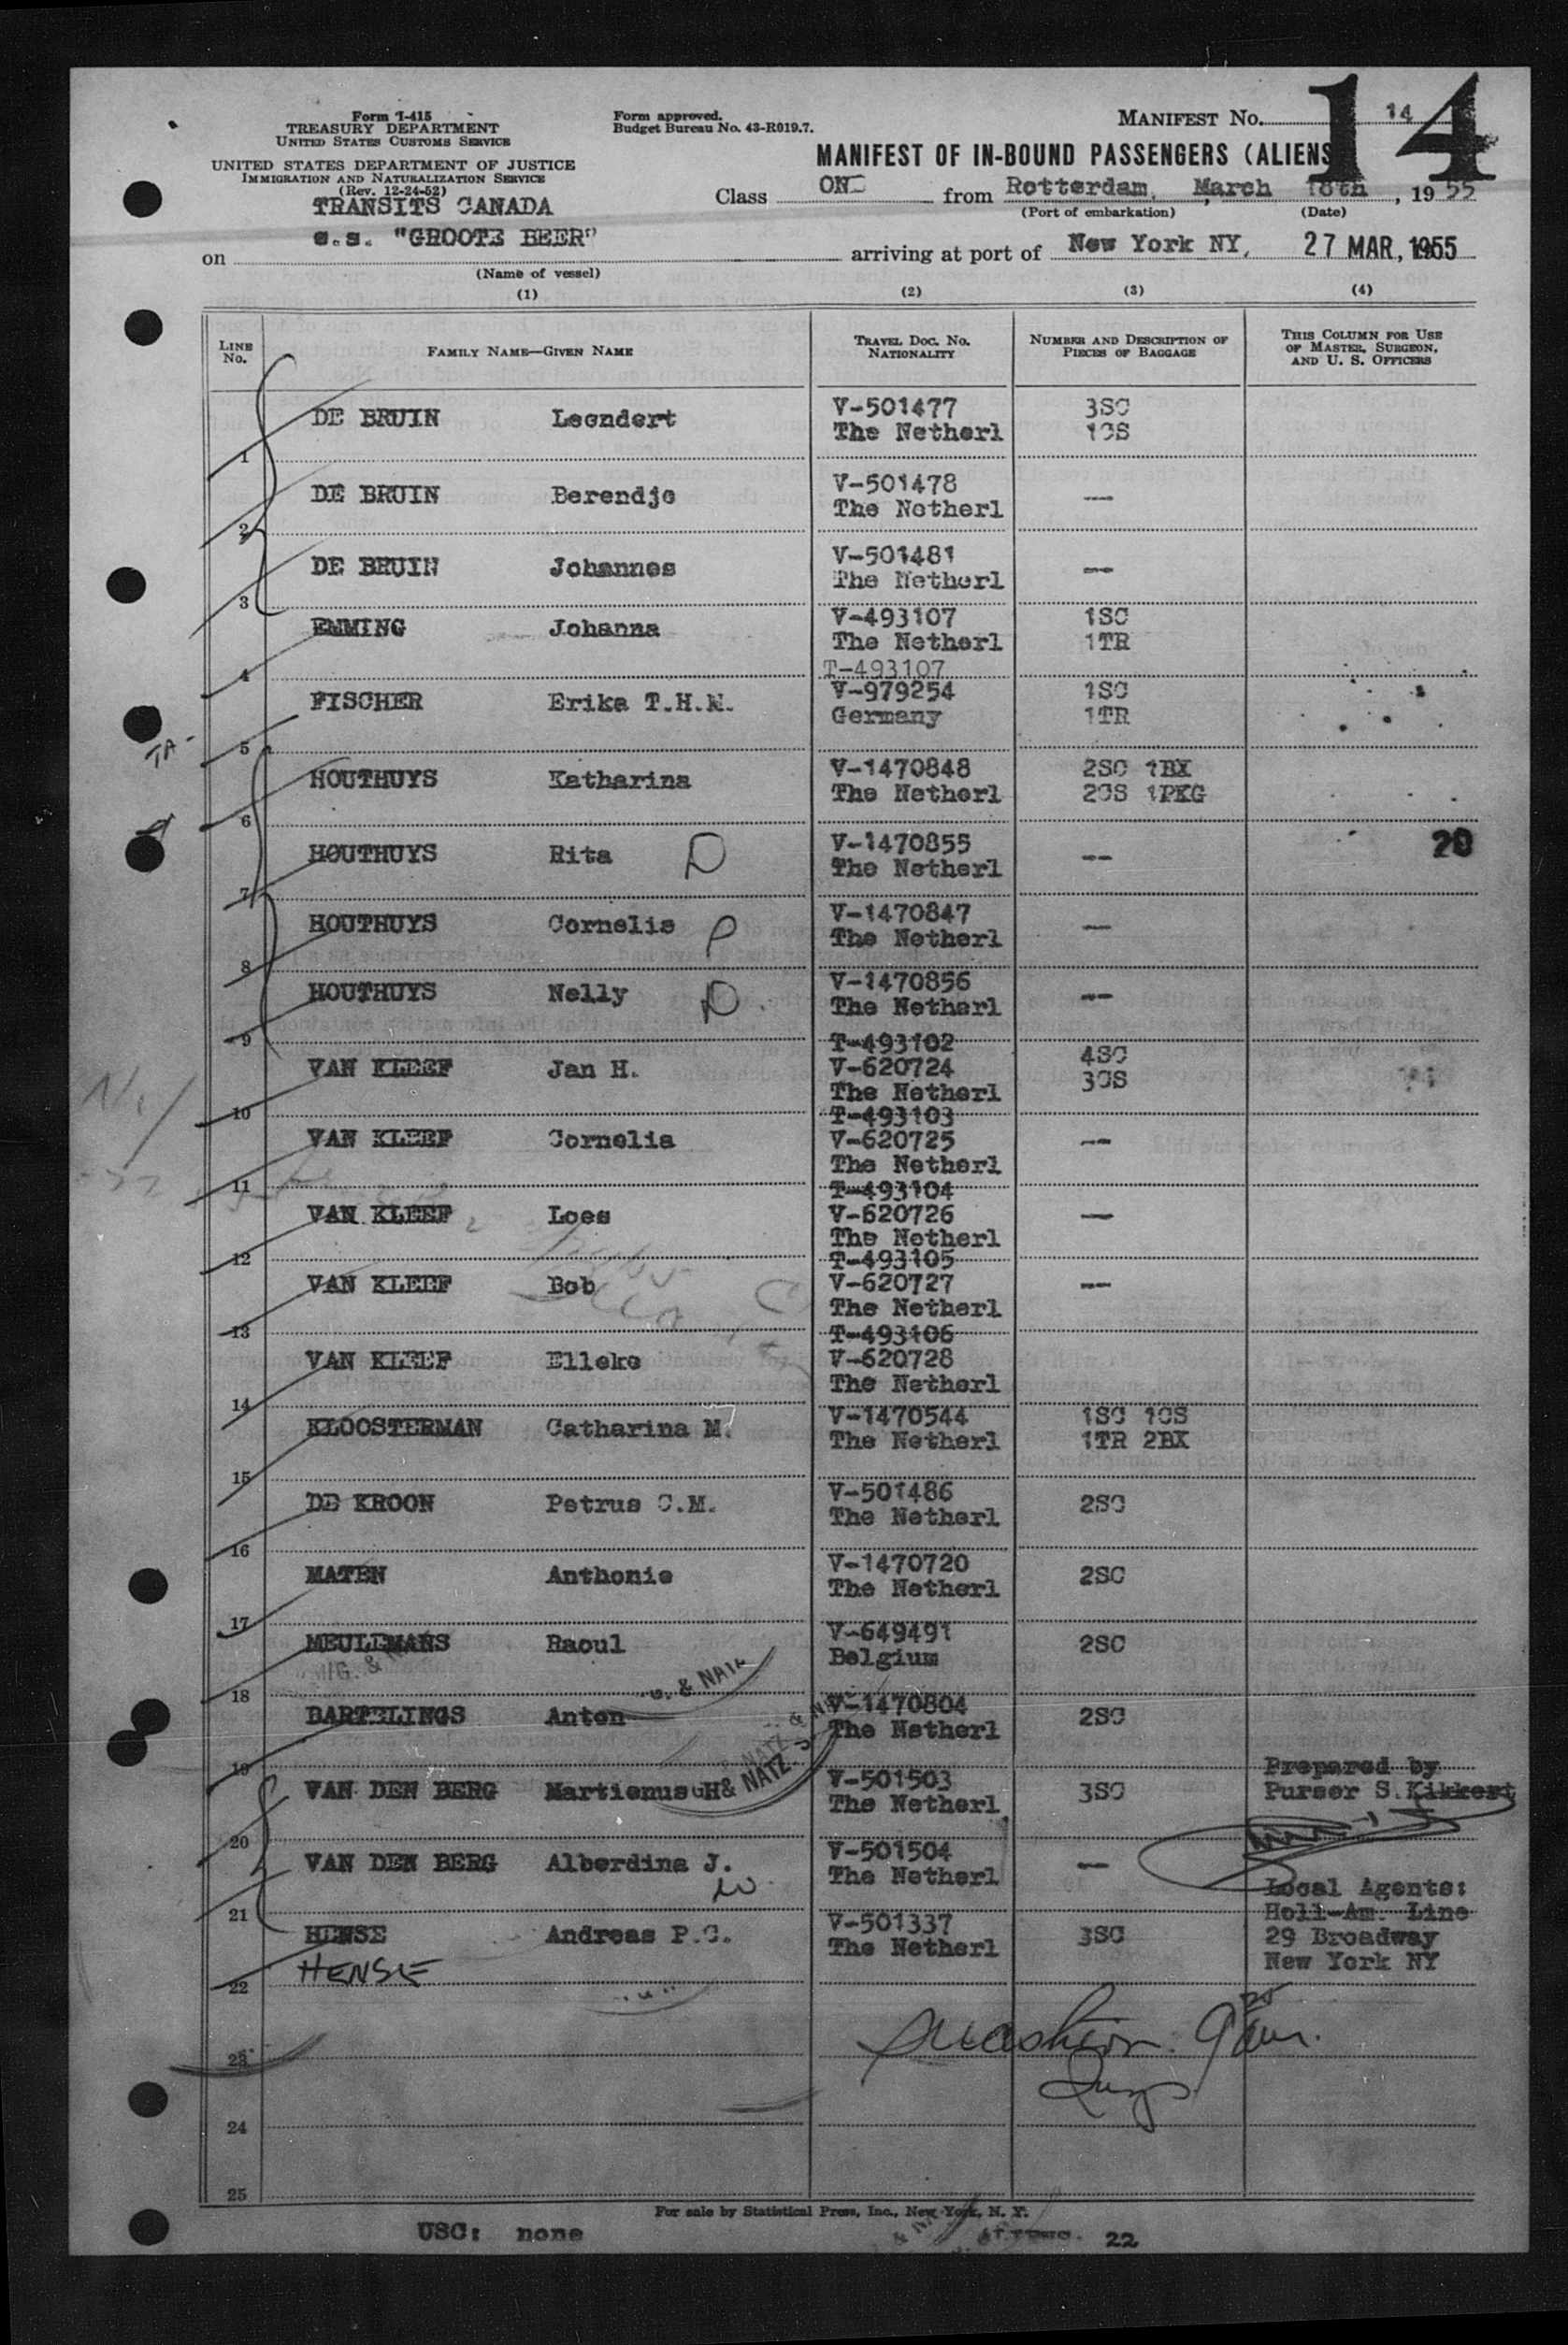 Form I-415
TREASURY DEPARTMENT
UNITED STATES CUSTOMS SERVICE
UNITED STATES DEPARTMENT OF JUSTICE
IMMIGRATION AND NATURALIZATION SERVICE
(Rev. 12-24-52)
TRANSITS CANADA
Form approved.
Budget Bureau No. 43-R019.7.
MANIFEST NO. 14
14
MANIFEST OF IN-BOUND PASSENGERS (ALIENS
Class ONE from Rotterdam, March 18th, 1955
(Port of embarkation) (Date)
on s.s. "GROOTE BEER" arriving at port of New York NY, 27 MAR, 1955
(Name of vessel)
(1) (2) (3) (4)
LINE No. FAMILY NAME—GIVEN NAME TRAVEL DOC. NO. NATIONALITY NUMBER AND DESCRIPTION OF PIECES OF BAGGAGE THIS COLUMN FOR USE OF MASTER, SURGEON, AND U. S. OFFICERS
DE BRUIN Leendert V-501477 3SC
The Netherl 1CS
1
DE BRUIN Berendje V-501478 --
The Netherl
2
DE BRUIN Johannes V-501481 --
The Netherl
3
EMMING Johanna V-493107 1SC
The Netherl 1TR
4 T-493107
FISCHER Erika T.H.N. V-979254 1SC
Germany 1TR
5
TA-
HOUTHUYS Katharina V-1470848 2SC 1BX
The Netherl 2CS 1PKG
6
HOUTHUYS Rita D V-1470855 -- 20
The Netherl
7
HOUTHUYS Cornelis V-1470847 --
The Netherl
8
HOUTHUYS Nelly D. V-1470856 --
The Netherl
9 T-493102
VAN KLEEF Jan H. V-620724 4SC
The Netherl 3CS
10 T-493103
VAN KLEEF Cornelia V-620725 --
The Netherl
11 T-493104
VAN KLEEF Loes V-620726 --
The Netherl
12 T-493105
VAN KLEEF Bob V-620727 --
The Netherl
13 T-493106
VAN KLEEF Elleke V-620728
The Netherl
14
KLOOSTERMAN Catharina M. V-1470544 1SC 1CS
The Netherl 1TR 2BX
15
DE KROON Petrus C.M. V-501486 2SC
The Netherl
16
MATEN Anthonie V-1470720 2SC
The Netherl
17
MEULEMANS Raoul V-649491 2SC
Belgium
18
BARTELINGS Anton V-1470804 2SC
The Netherl
& NATZ
19
VAN DEN BERG Martienus H V-501503 3SC
The Netherl
20
VAN DEN BERG Alberdina J. V-501504 --
The Netherl
21
HENSE Andreas P.C. V-501337 3SC
The Netherl
HENSE
22
Prepared by
Purser S. Kikkert
Local Agents:
Holl-Am. Line
29 Broadway
New York NY
23
24
25
For sale by Statistical Press, Inc., New York, N. Y.
USC: none 22